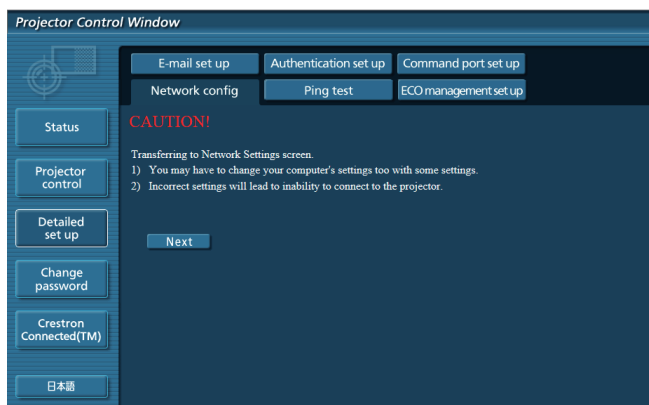 Projector Control Window
E-mail set up
Authentication set up
Command port set up
Network config
Ping test
ECO management set up
Status
Projector
control
Detailed
set up
Change
password
Crestron
Connected(TM)
日本語
CAUTION!
Transferring to Network Settings screen.
1) You may have to change your computer's settings too with some settings.
2) Incorrect settings will lead to inability to connect to the projector.
Next